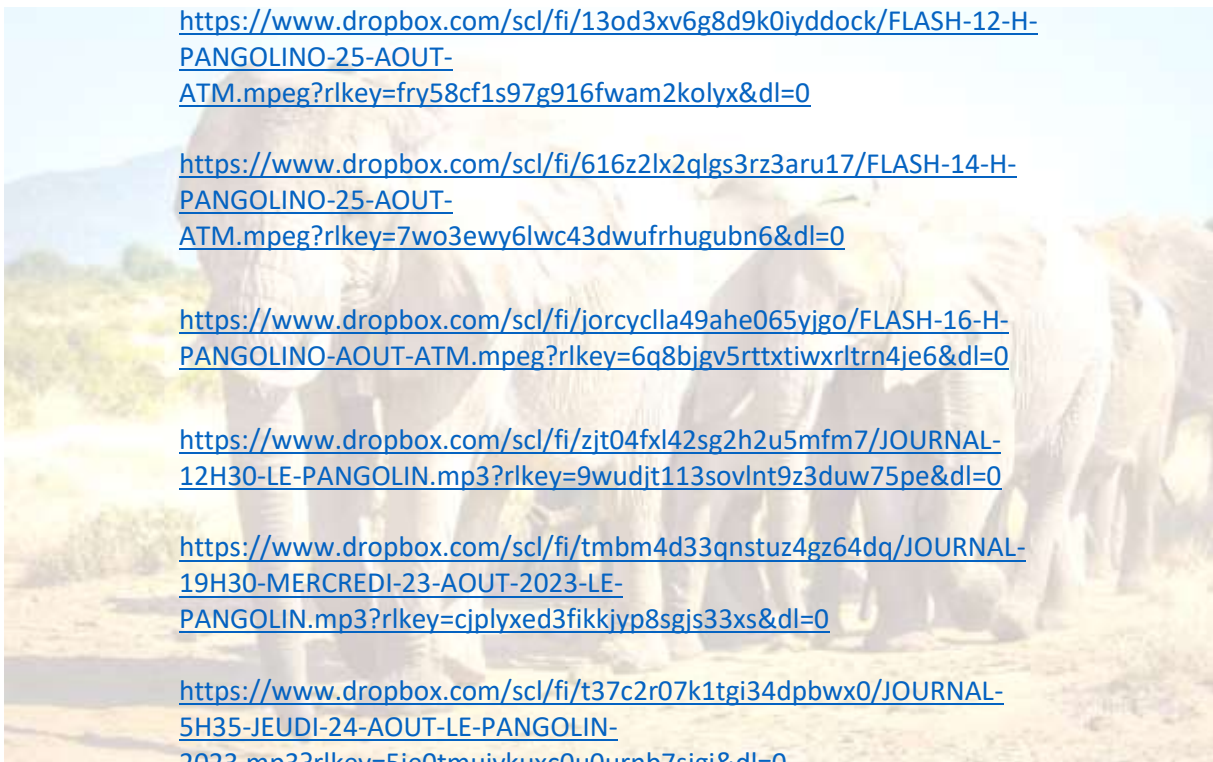 https://www.dropbox.com/scl/fi/13od3xv6g8d9k0iyddock/FLASH-12-H-
PANGOLINO-25-AOUT-
ATM.mpeg?rlkey=fry58cf1s97g916fwam2kolyx&dl=0
https://www.dropbox.com/scl/fi/616z2lx2qlgs3rz3aru17/FLASH-14-H-
PANGOLINO-25-AOUT-
ATM.mpeg?rlkey=7wo3ewy6lwc43dwufrhugubn6&dl=0
https://www.dropbox.com/scl/fi/jorcyclla49ahe065yjgo/FLASH-16-H-
PANGOLINO-AOUT-ATM.mpeg?rlkey=6q8bjgv5rttxtiwxrltrn4je6&dl=0
https://www.dropbox.com/scl/fi/zjt04fxl42sg2h2u5mfm7/JOURNAL-
12H30-LE-PANGOLIN.mp3?rlkey=9wudjt113sovlnt9z3duw75pe&dl=0
https://www.dropbox.com/scl/fi/tmbm4d33qnstuz4gz64dq/JOURNAL-
19H30-MERCREDI-23-AOUT-2023-LE-
PANGOLIN.mp3?rlkey=cjplyxed3fikkjyp8sgjs33xs&dl=0
https://www.dropbox.com/scl/fi/t37c2r07k1tgi34dpbwx0/JOURNAL-
5H35-JEUDI-24-AOUT-LE-PANGOLIN-